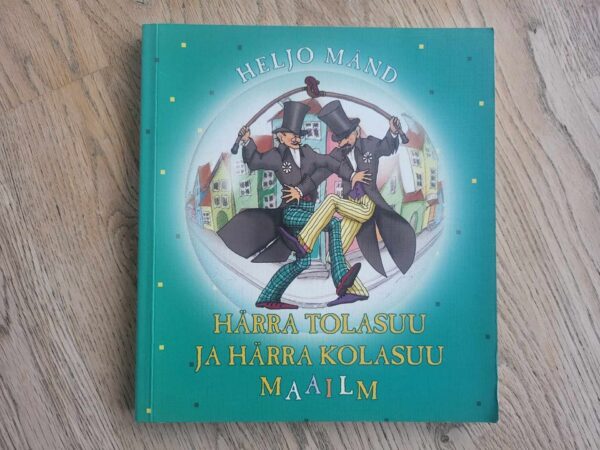 HELJO MÄND
HÄRRA TOLASUU
JA HÄRRA KOLASUU
MAAILM